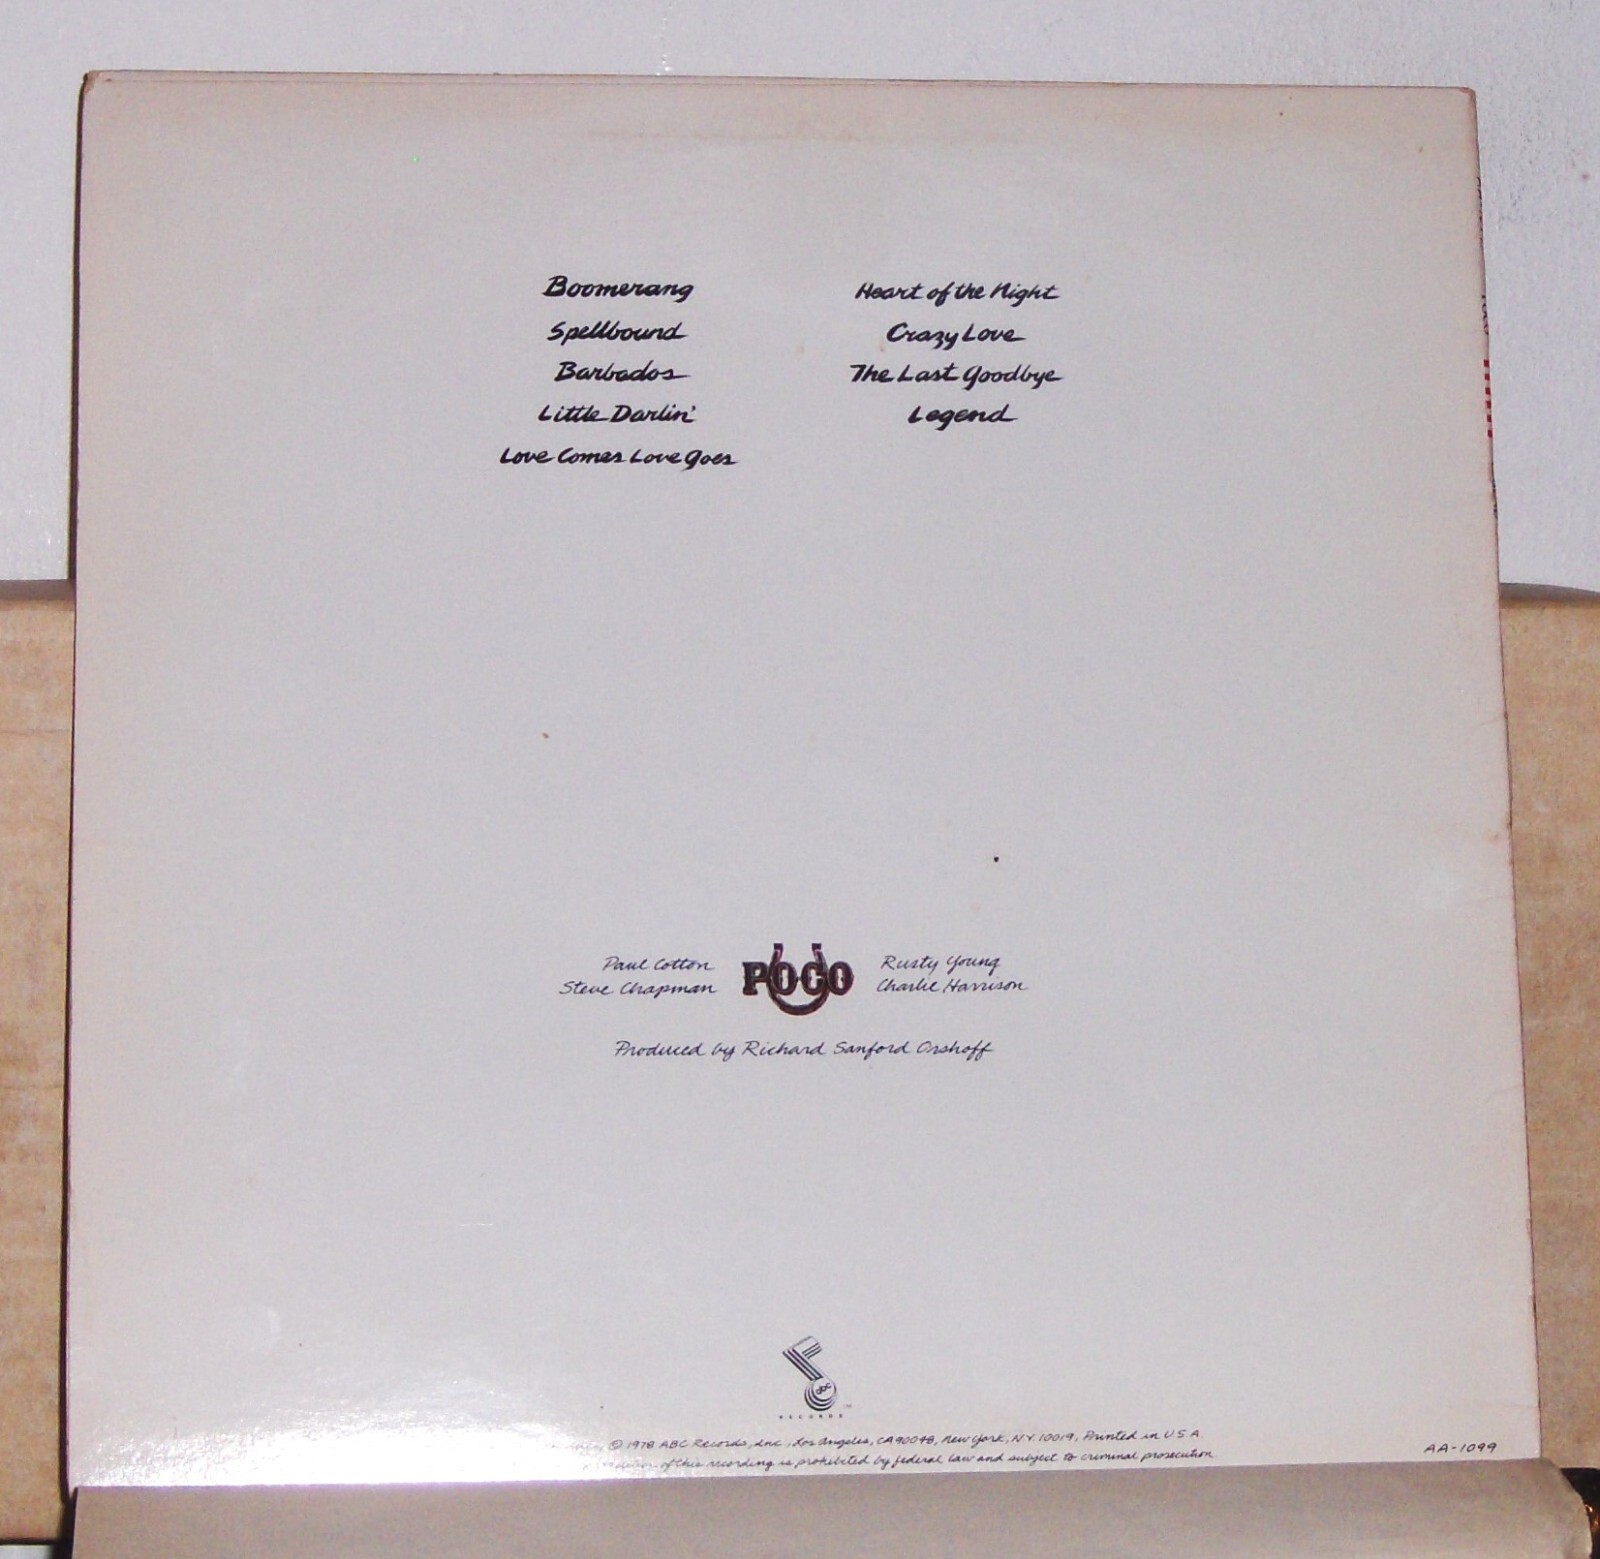 Boomerang
Spellbound
Barbados
Little Darlin'
Love Comes Love Goes
Heart of the Night
Crazy Love
The Last Goodbye
Legend
Paul Cotton
Steve Chapman
POCO
Rusty Young
Charlie Harrison
Produced by Richard Sanford Orshoff
abc
RECORDS
© 1978 ABC Records, Inc., Los Angeles, CA 90048, New York, N.Y. 10019, Printed in U.S.A.
of this recording is prohibited by federal law and subject to criminal prosecution
AA-1099